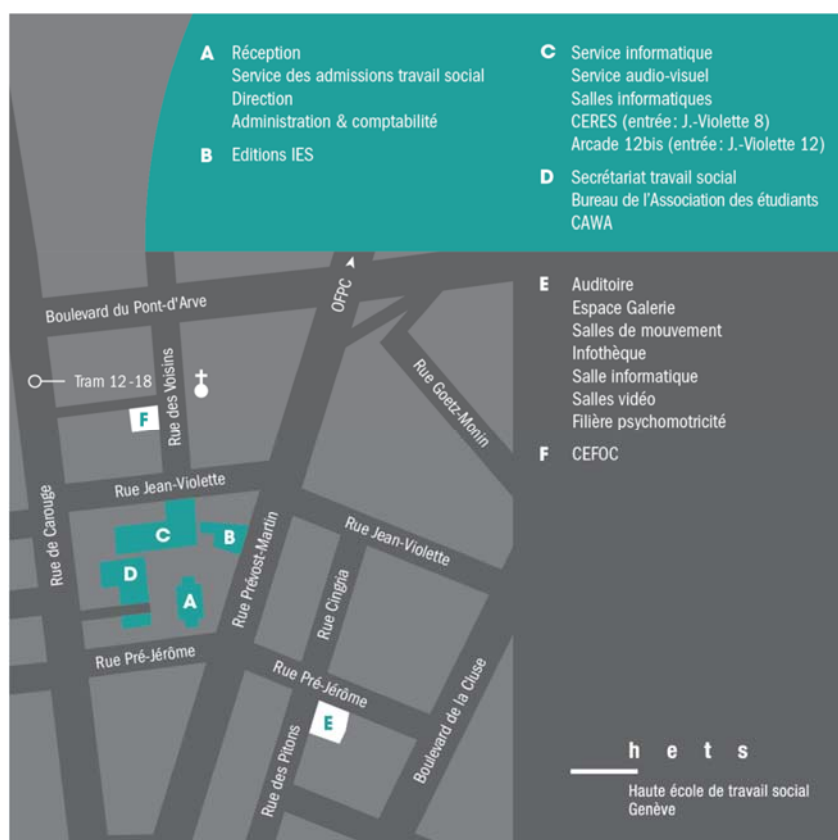 A Réception
Service des admissions travail social
Direction
Administration & comptabilité
B Editions IES
C Service informatique
Service audio-visuel
Salles informatiques
CERES (entrée: J.-Violette 8)
Arcade 12bis (entrée: J.-Violette 12)
D Secrétariat travail social
Bureau de l'Association des étudiants
CAWA
E Auditoire
Espace Galerie
Salles de mouvement
Infothèque
Salle informatique
Salles vidéo
Filière psychomotricité
F CEFOC
OFPC
Boulevard du Pont-d'Arve
Tram 12-18
Rue des Voisins
F
Rue Goetz-Monin
Rue Jean-Violette
Rue de Carouge
C
B
Rue Prévost-Martin
Rue Jean-Violette
D
A
Rue Cingria
Rue Pré-Jérôme
Rue Pré-Jérôme
E
Rue des Pitons
Boulevard de la Cluse
h e t s
Haute école de travail social
Genève